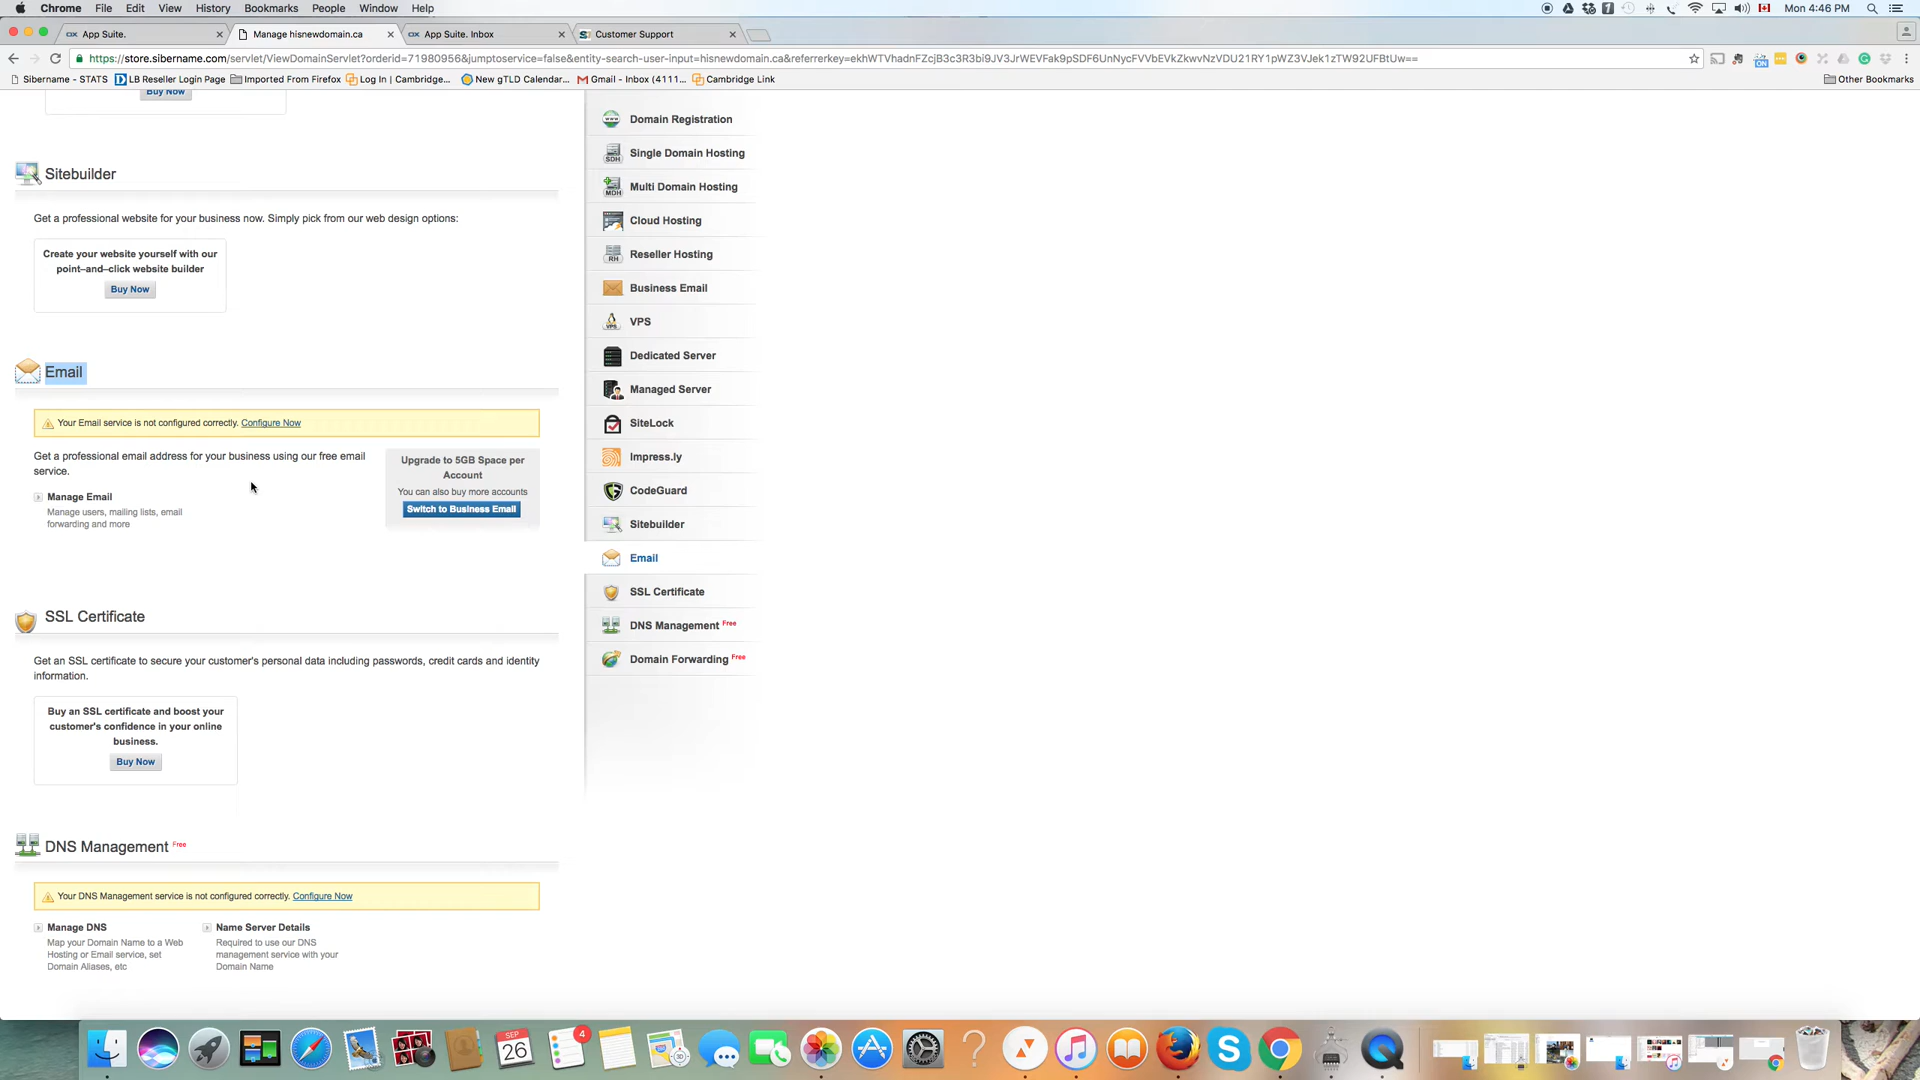 Chrome File Edit View History Bookmarks People Window Help
Mon 4:46 PM
App Suite.
Manage hisnewdomain.ca
App Suite. Inbox
Customer Support
https://store.sibername.com/servlet/ViewDomainServlet?orderid=71980956&jumptoservice=false&entity-search-user-input=hisnewdomain.ca&referrerkey=ekhWTVhadnFZcjB3c3R3bi9JV3JrWEVFak9pSDF6UnNycFVVbEVkZkwvNzVDU21RY1pWZ3VJek1zTW92UFBtUw==
Sibername - STATS
LB Reseller Login Page
Imported From Firefox
Log In | Cambridge...
New gTLD Calendar...
Gmail - Inbox (4111...
Cambridge Link
Other Bookmarks
Buy Now
Sitebuilder
Get a professional website for your business now. Simply pick from our web design options:
Create your website yourself with our
point–and–click website builder
Buy Now
Email
Your Email service is not configured correctly. Configure Now
Get a professional email address for your business using our free email
service.
Manage Email
Manage users, mailing lists, email
forwarding and more
Upgrade to 5GB Space per
Account
You can also buy more accounts
Switch to Business Email
SSL Certificate
Get an SSL certificate to secure your customer's personal data including passwords, credit cards and identity
information.
Buy an SSL certificate and boost your
customer's confidence in your online
business.
Buy Now
DNS Management Free
Your DNS Management service is not configured correctly. Configure Now
Manage DNS
Map your Domain Name to a Web
Hosting or Email service, set
Domain Aliases, etc
Name Server Details
Required to use our DNS
management service with your
Domain Name
Domain Registration
SDH Single Domain Hosting
MDH Multi Domain Hosting
Cloud Hosting
RH Reseller Hosting
Business Email
VPS VPS
Dedicated Server
Managed Server
SiteLock
Impress.ly
CodeGuard
Sitebuilder
Email
SSL Certificate
DNS Management Free
Domain Forwarding Free
SEP
26
4